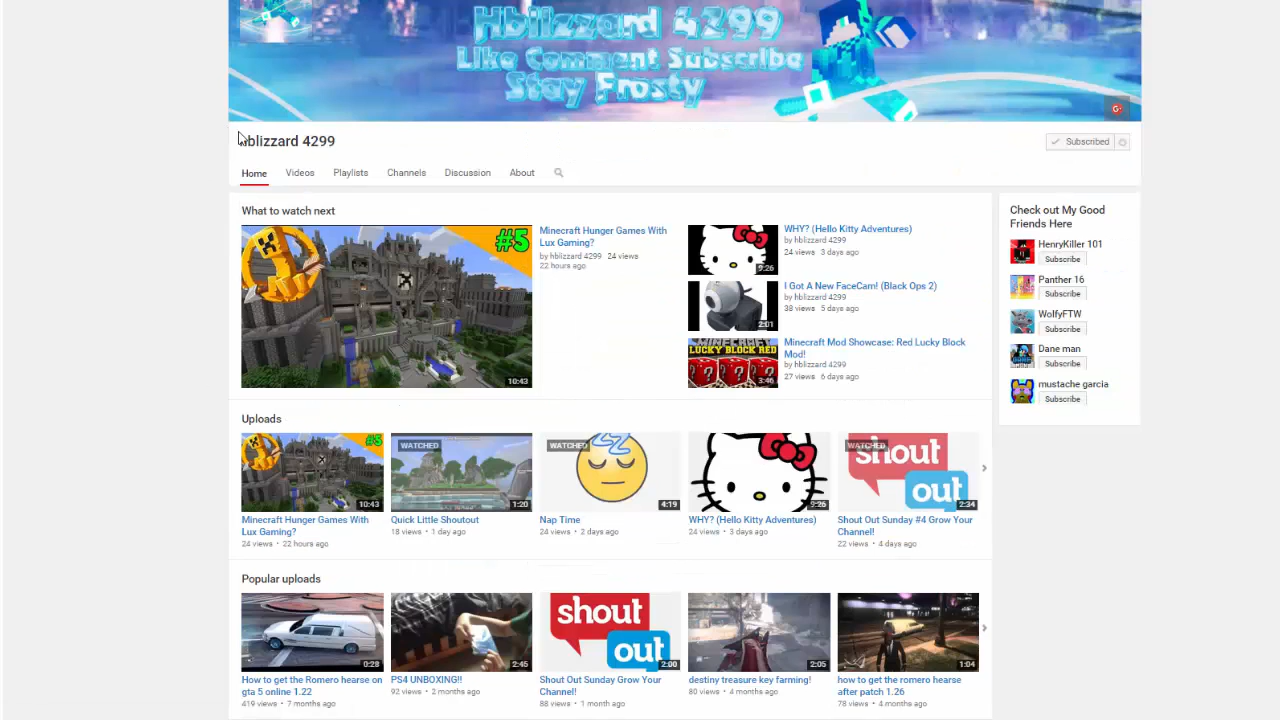 Hblizzard 4299
Like Comment Subscribe
Stay Frosty
hblizzard 4299
Subscribed
Home
Videos
Playlists
Channels
Discussion
About
What to watch next
#5
10:43
Minecraft Hunger Games With
Lux Gaming?
by hblizzard 4299 24 views
22 hours ago
9:26
WHY? (Hello Kitty Adventures)
by hblizzard 4299
24 views 3 days ago
2:01
I Got A New FaceCam! (Black Ops 2)
by hblizzard 4299
38 views 5 days ago
MINECRAFT
LUCKY BLOCK RED
3:46
Minecraft Mod Showcase: Red Lucky Block
Mod!
by hblizzard 4299
27 views 6 days ago
Check out My Good
Friends Here
HenryKiller 101
Subscribe
Panther 16
Subscribe
WolfyFTW
Subscribe
Dane man
Subscribe
mustache garcia
Subscribe
Uploads
#5
10:43
Minecraft Hunger Games With
Lux Gaming?
24 views • 22 hours ago
WATCHED
1:20
Quick Little Shoutout
18 views • 1 day ago
WATCHED
4:19
Nap Time
24 views • 2 days ago
9:26
WHY? (Hello Kitty Adventures)
24 views • 3 days ago
WATCHED
shout
out
2:34
Shout Out Sunday #4 Grow Your
Channel!
22 views • 4 days ago
Popular uploads
0:28
How to get the Romero hearse on
gta 5 online 1.22
419 views • 7 months ago
2:45
PS4 UNBOXING!!
92 views • 2 months ago
shout
out
2:00
Shout Out Sunday Grow Your
Channel!
88 views • 1 month ago
2:05
destiny treasure key farming!
80 views • 4 months ago
1:04
how to get the romero hearse
after patch 1.26
78 views • 4 months ago